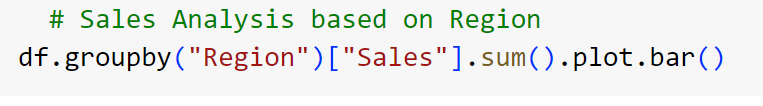 # Sales Analysis based on Region
df.groupby("Region")["Sales"].sum().plot.bar()